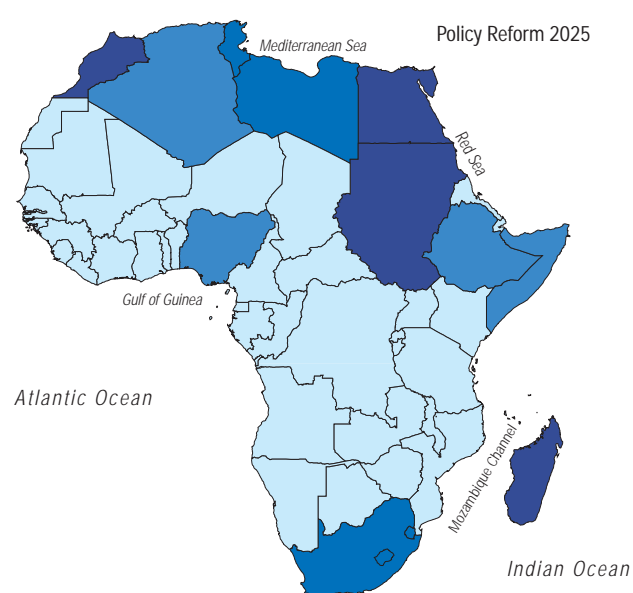 Policy Reform 2025
Mediterranean Sea
Red Sea
Gulf of Guinea
Atlantic Ocean
Mozambique Channel
Indian Ocean